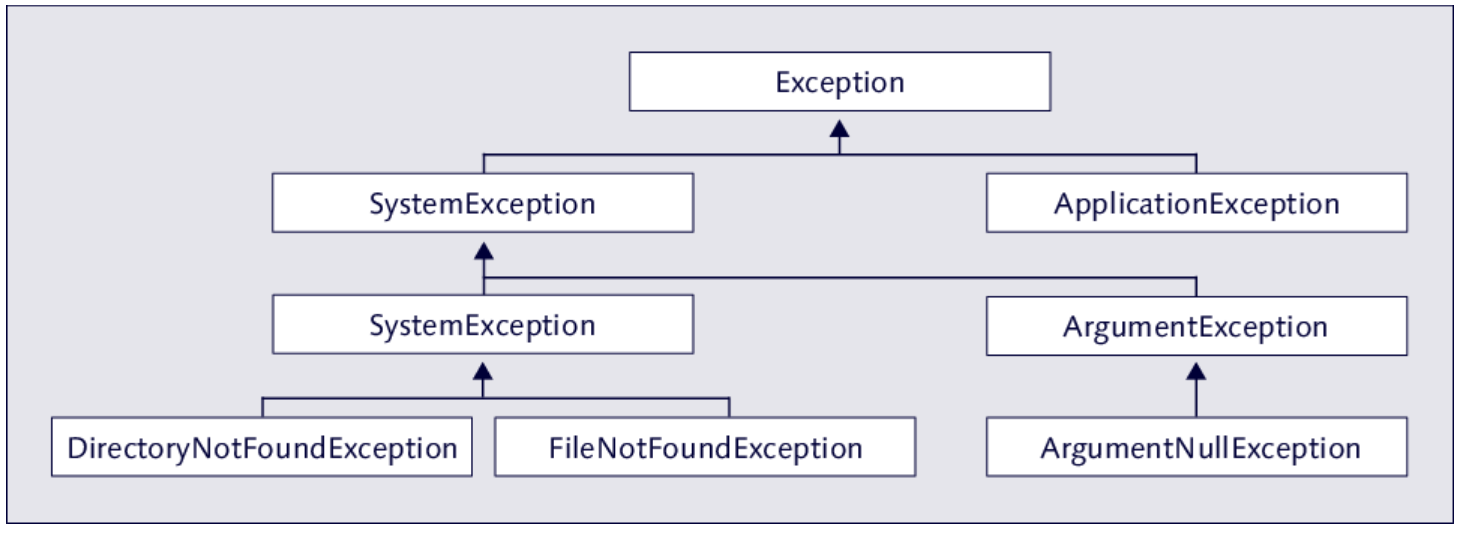 Exception
SystemException
ApplicationException
SystemException
ArgumentException
DirectoryNotFoundException
FileNotFoundException
ArgumentNullException